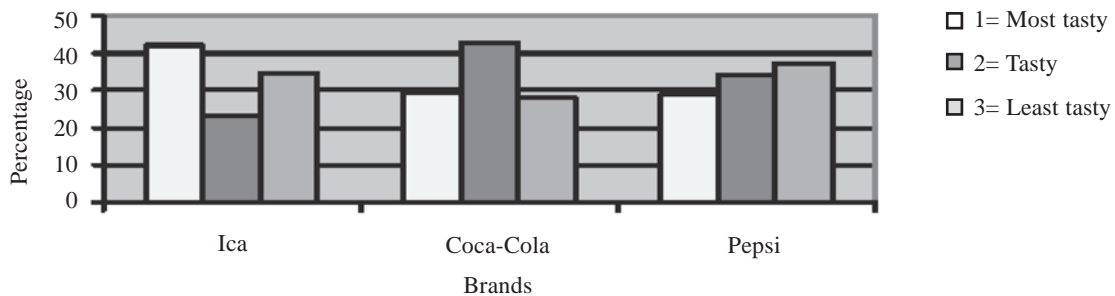 50
40
30
20
10
0
Percentage
Ica
Coca-Cola
Pepsi
Brands
1= Most tasty
2= Tasty
3= Least tasty